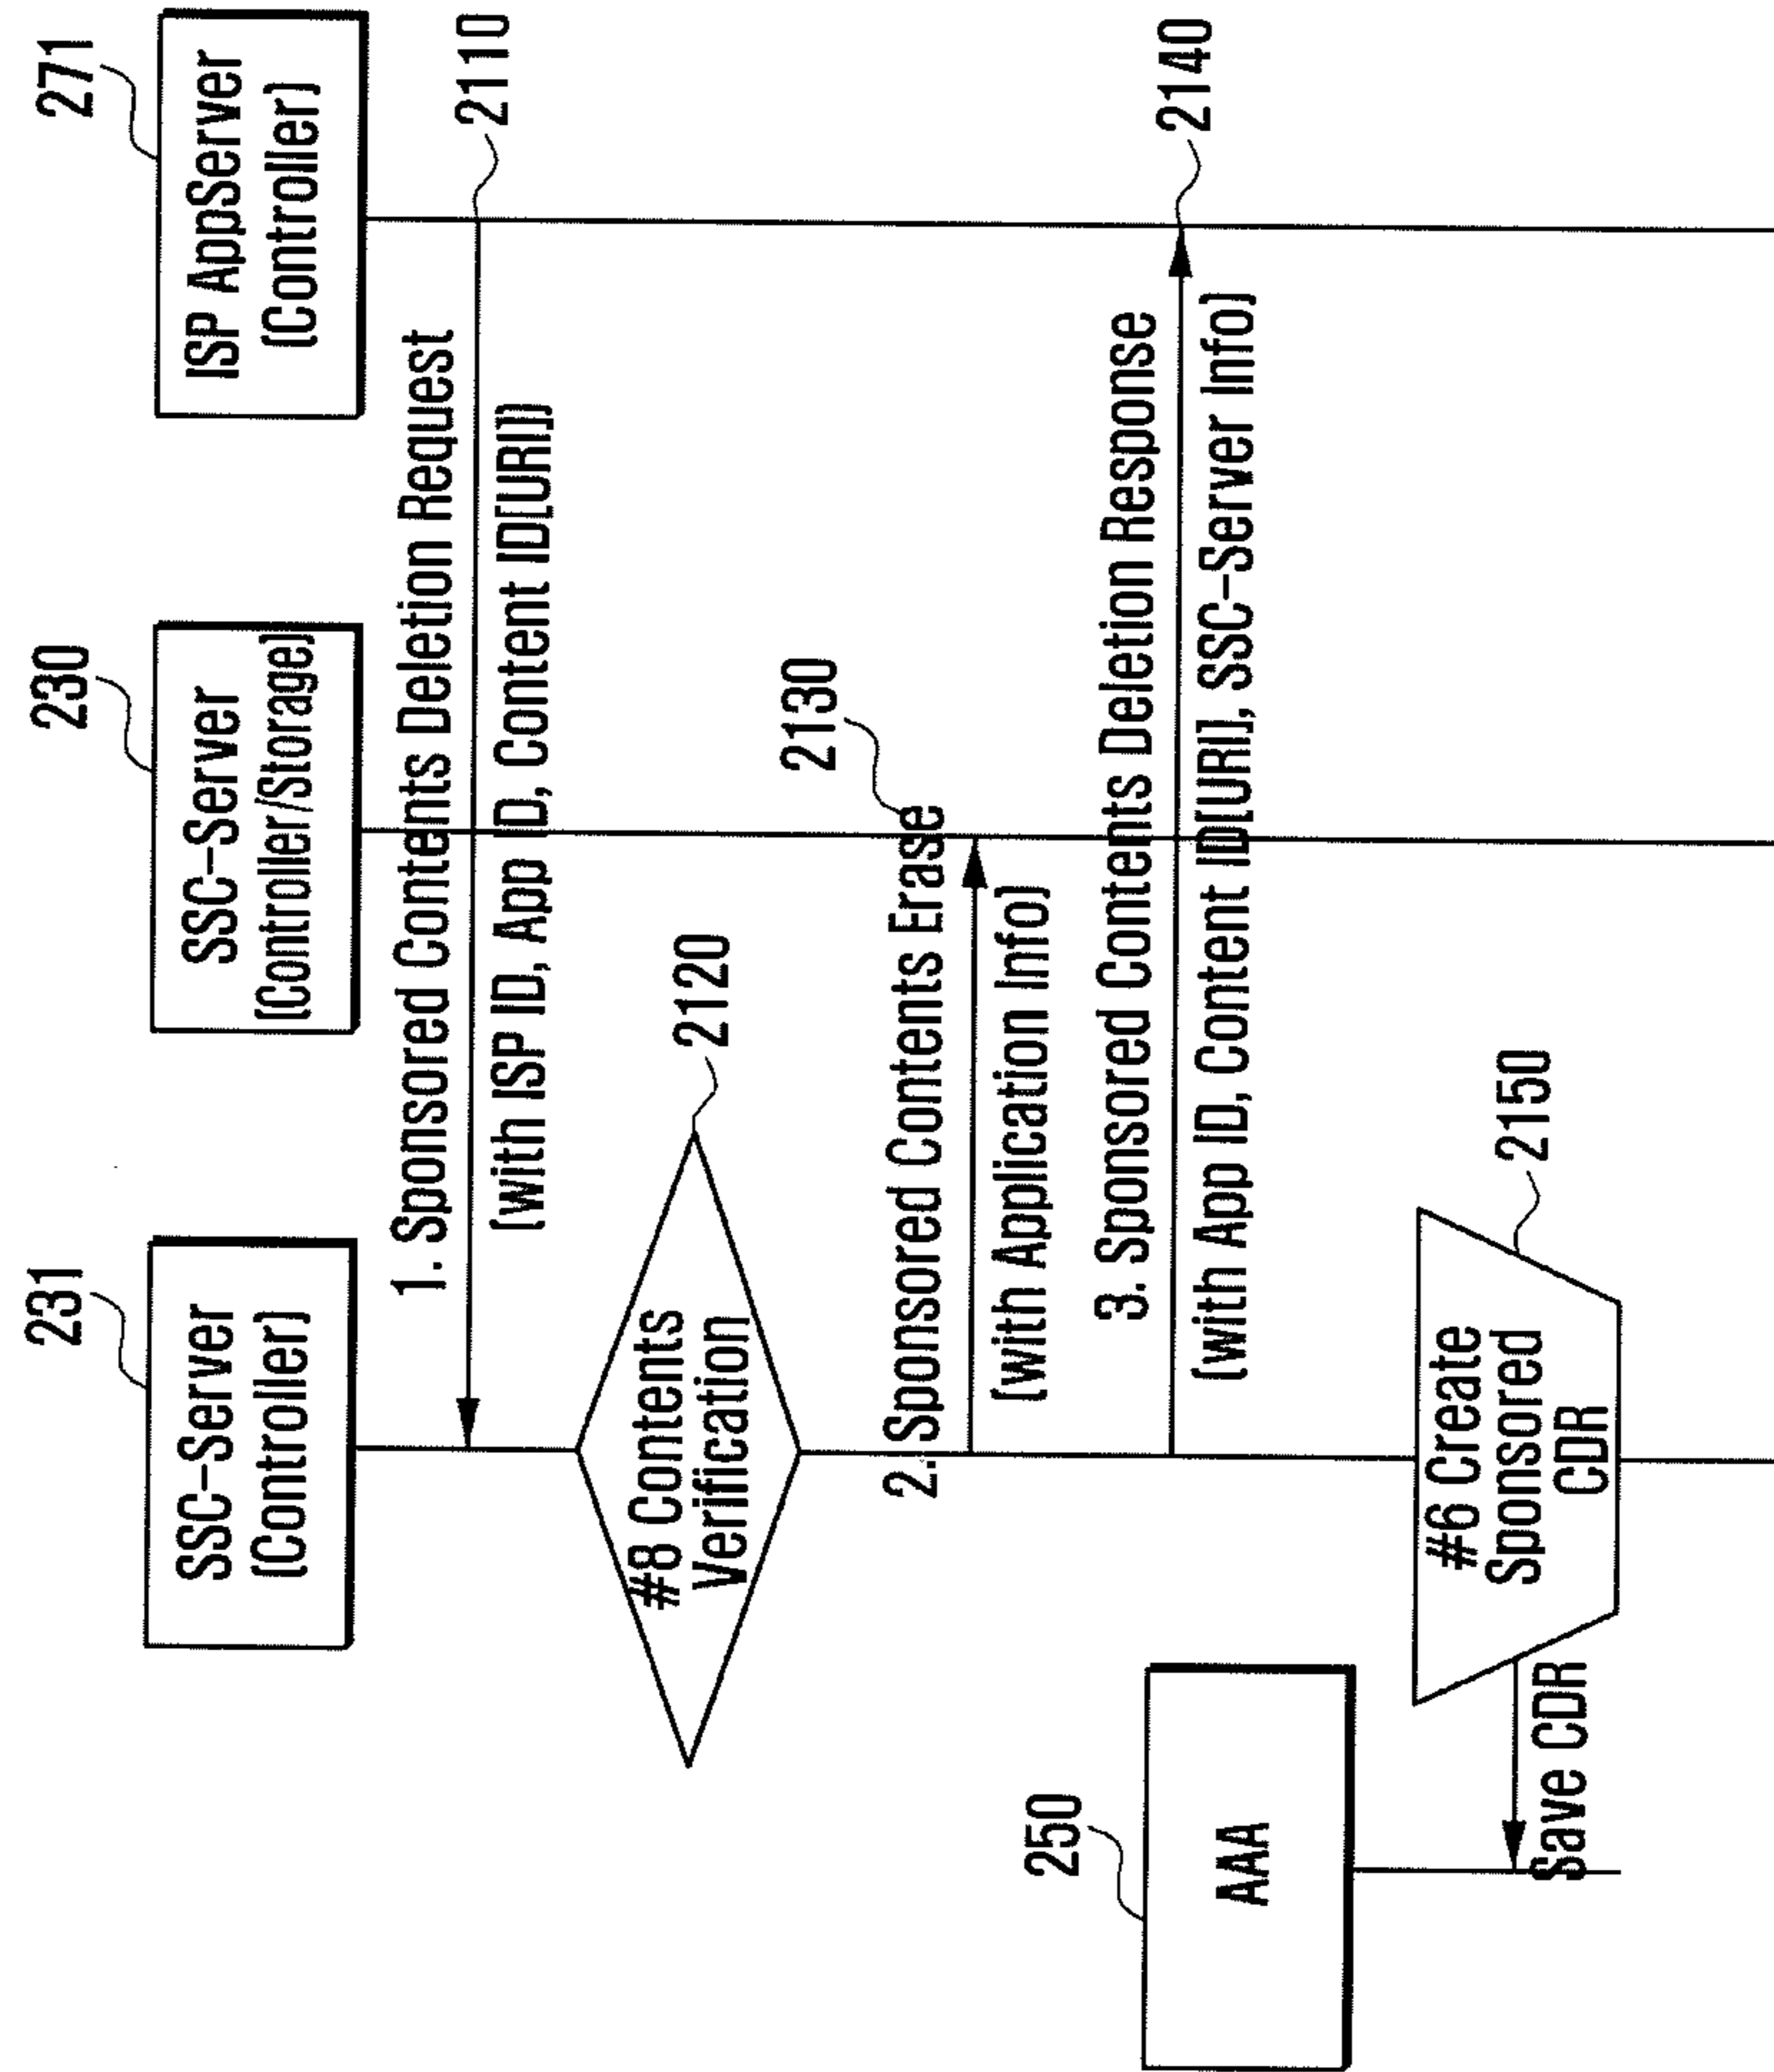 231
SSC-Server
(Controller)
230
SSC-Server
(Controller/Storage)
271
ISP AppServer
(Controller)
1. Sponsored Contents Deletion Request
2110
(with ISP ID, App ID, Content ID[URI])
#8 Contents
Verification
2120
2. Sponsored Contents Erase
2130
(with Application Info)
3. Sponsored Contents Deletion Response
2140
(with App ID, Content ID[URI], SSC-Server Info)
250
AAA
#6 Create
Sponsored
CDR
2150
Save CDR